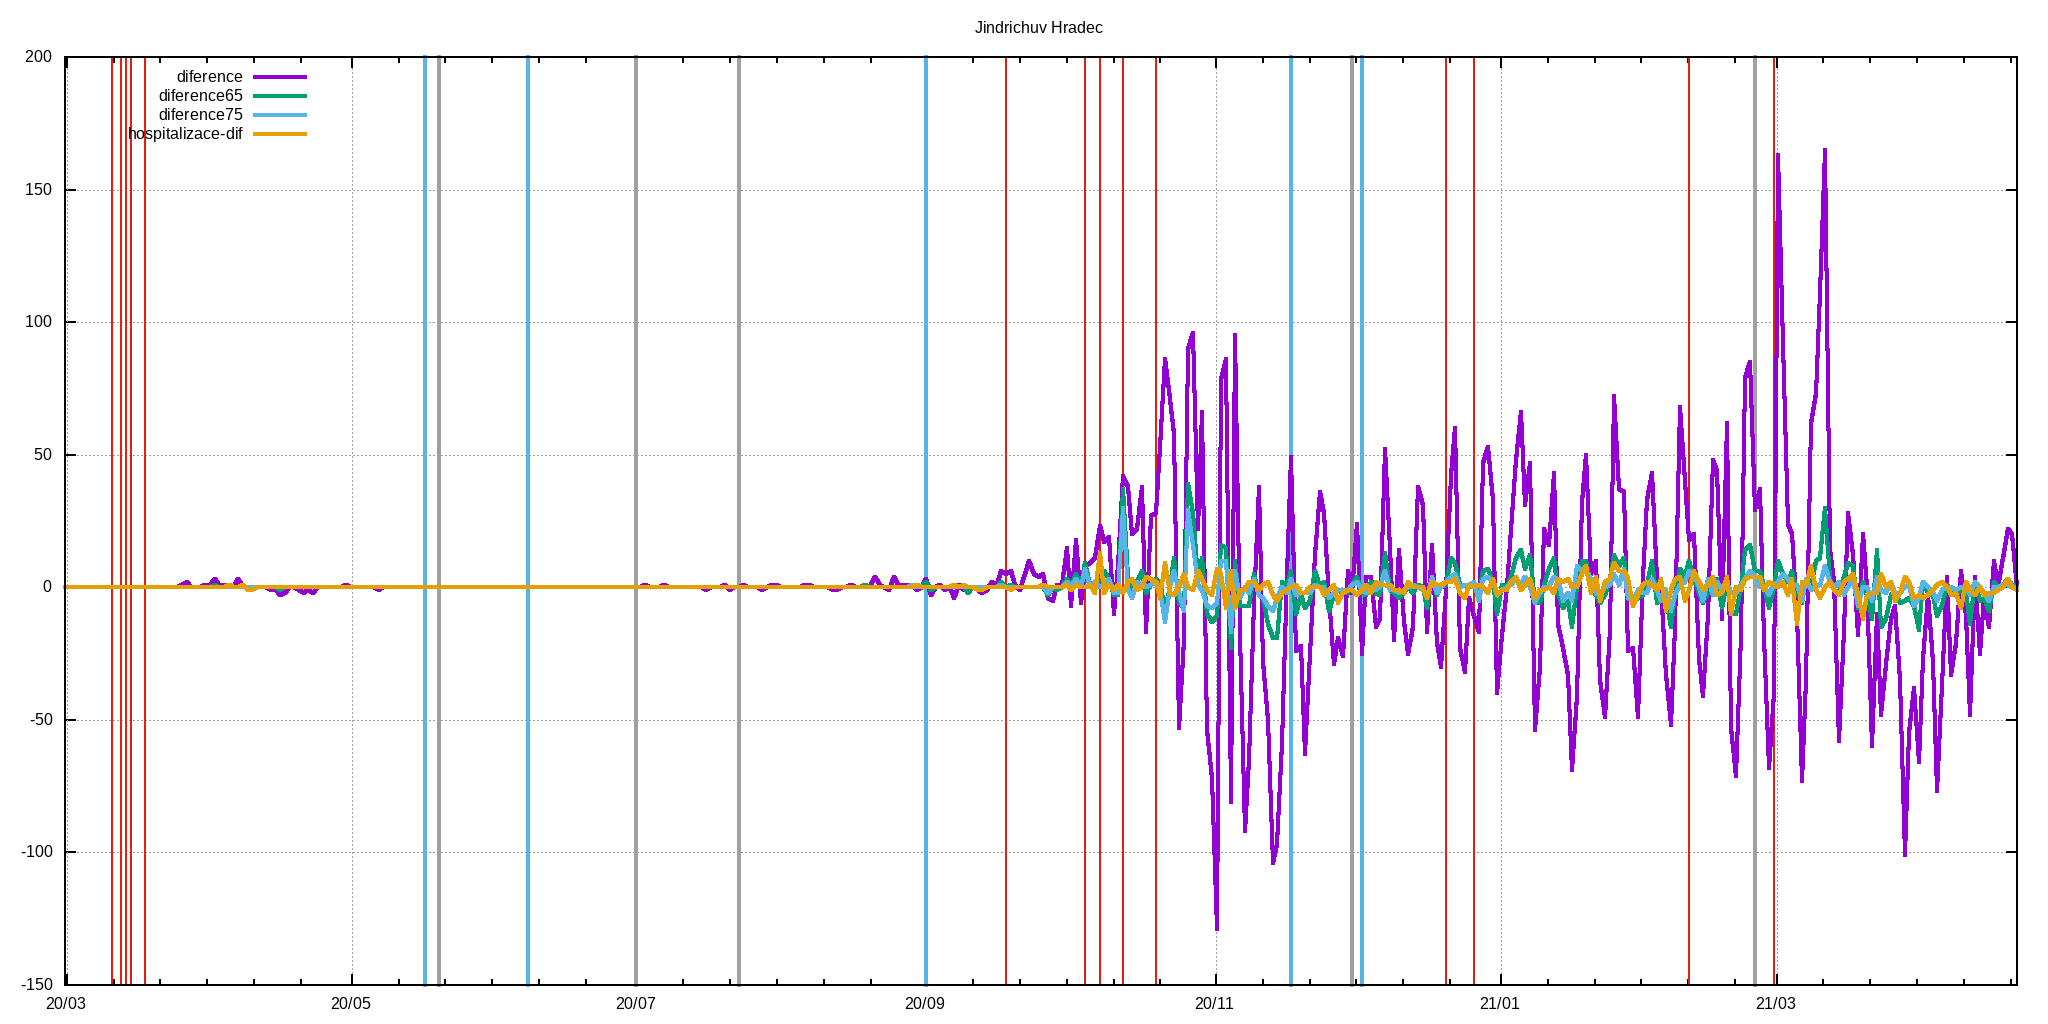 Jindrichuv Hradec
200
150
100
50
0
-50
-100
-150
diference
diference65
diference75
hospitalizace-dif
20/03 20/05 20/07 20/09 20/11 21/01 21/03